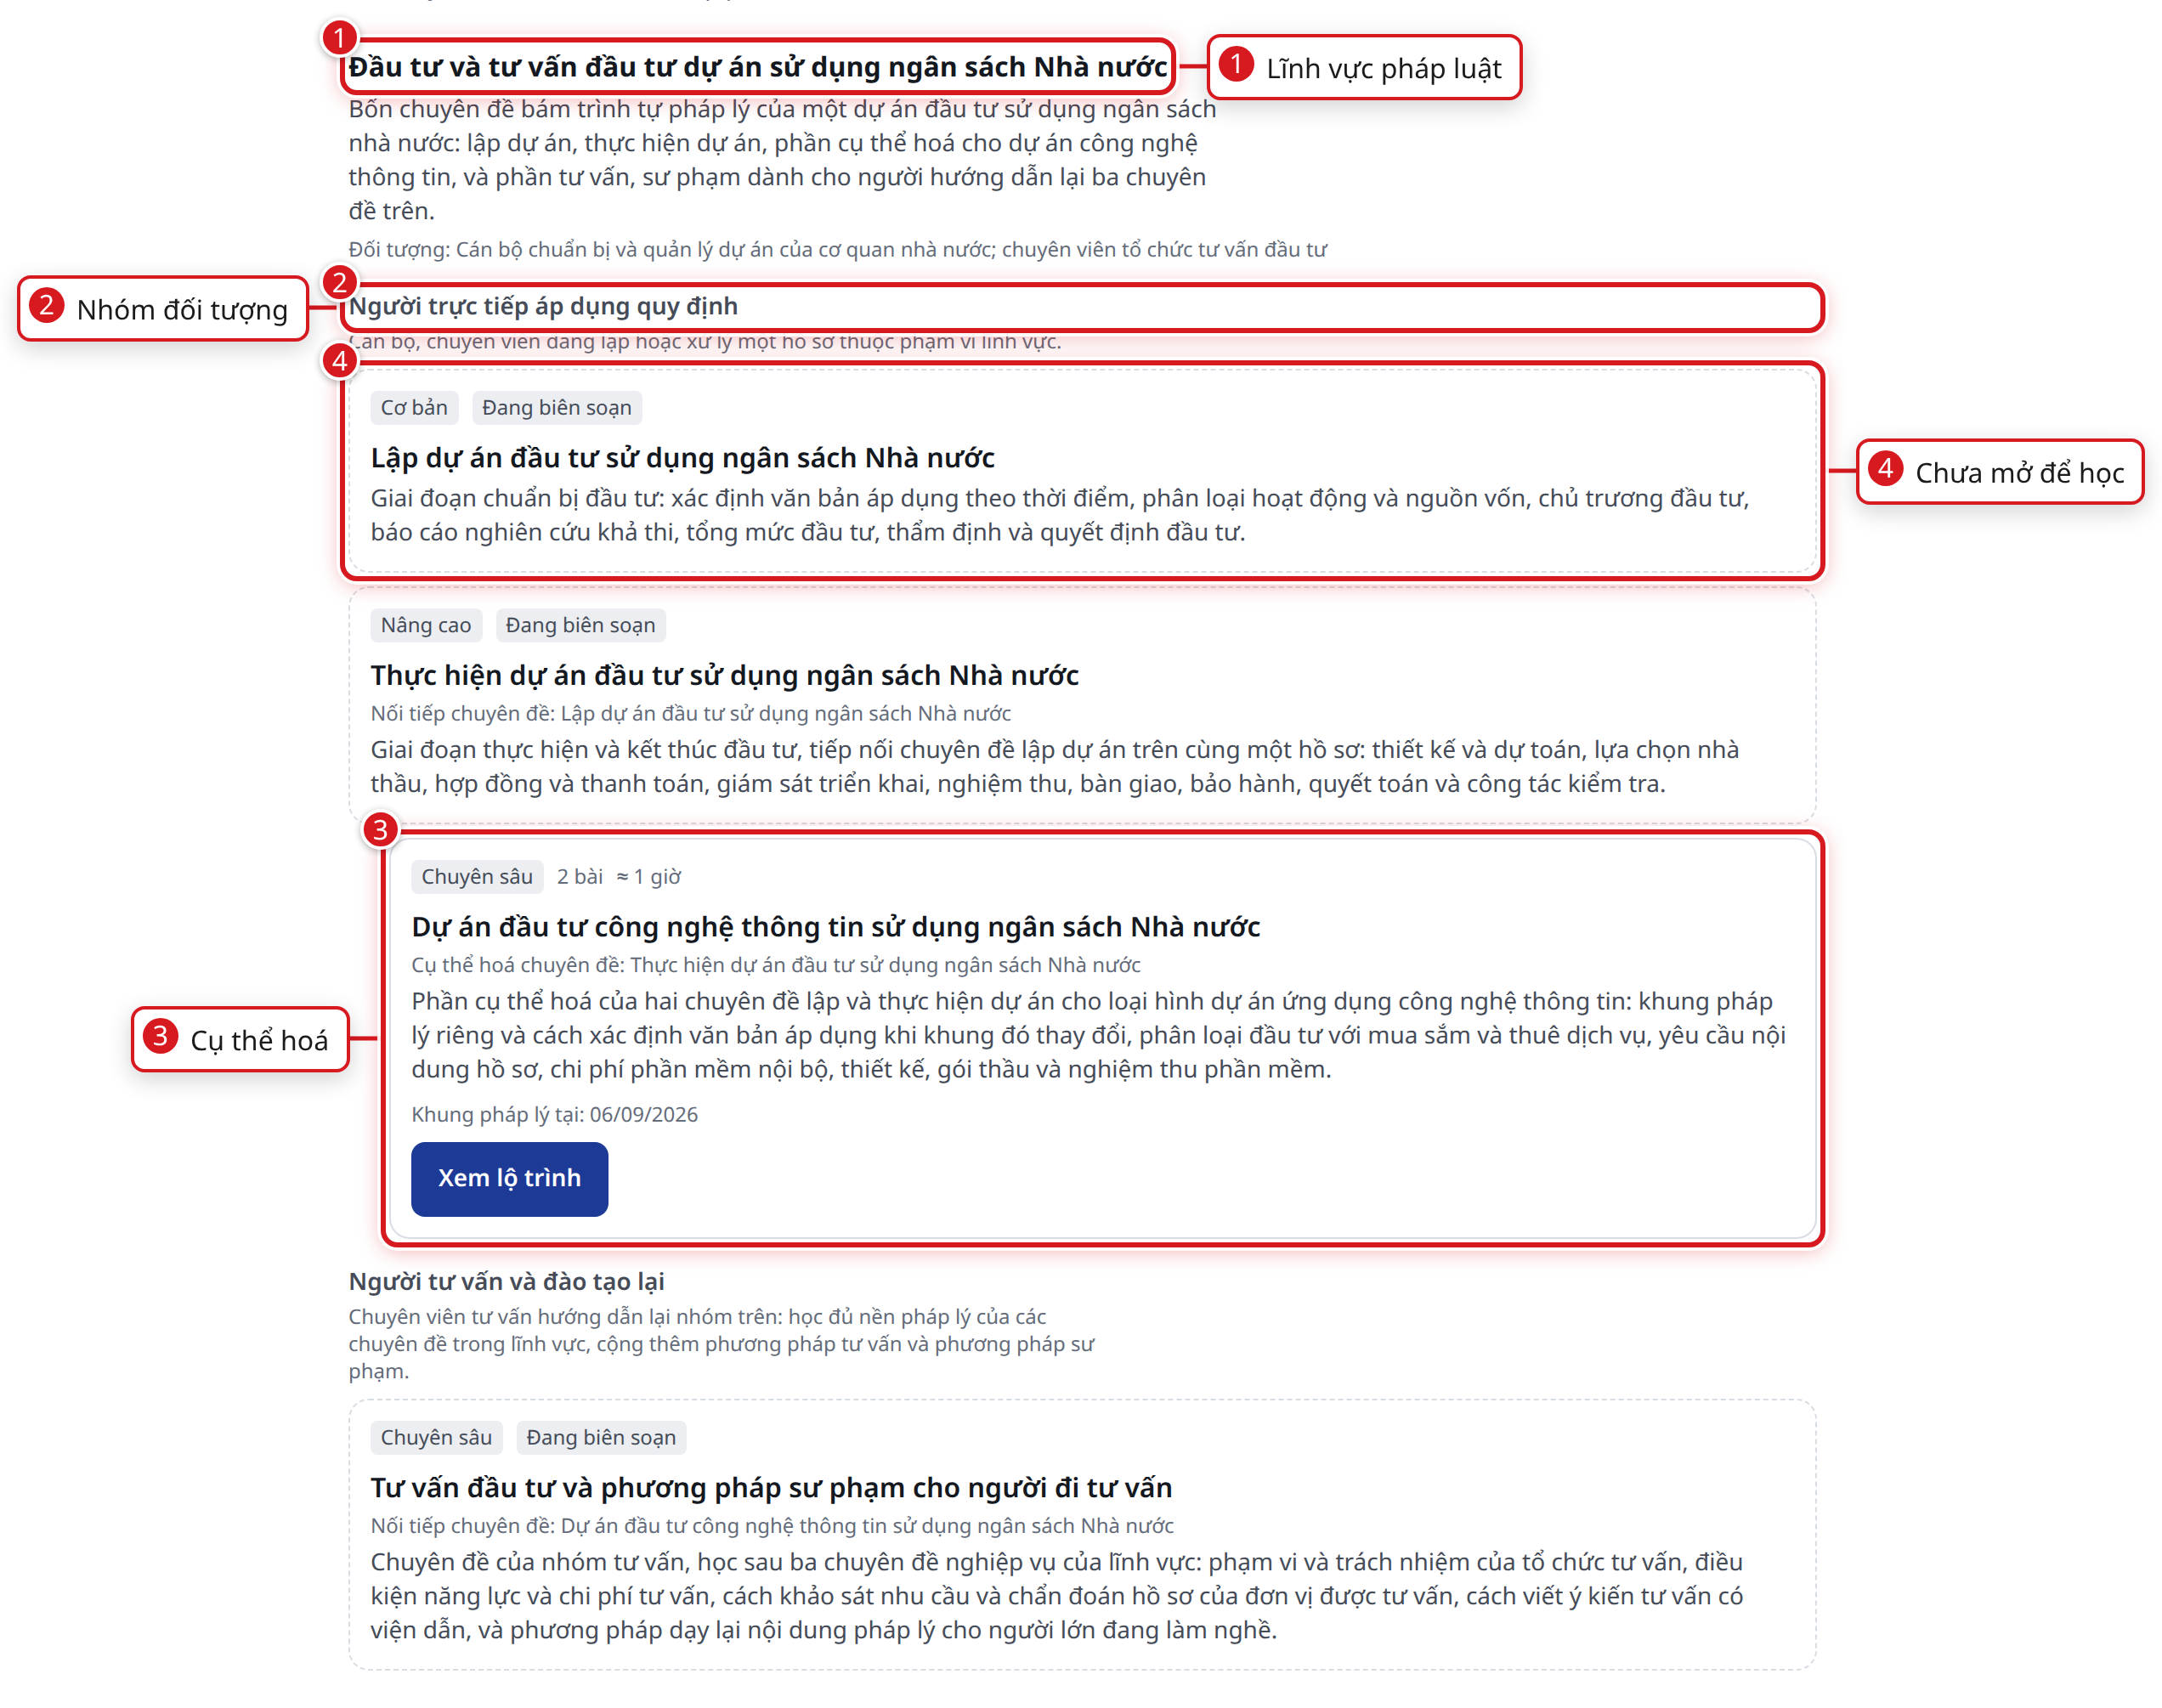 1
Đầu tư và tư vấn đầu tư dự án sử dụng ngân sách Nhà nước
1 Lĩnh vực pháp luật
Bốn chuyên đề bám trình tự pháp lý của một dự án đầu tư sử dụng ngân sách
nhà nước: lập dự án, thực hiện dự án, phần cụ thể hoá cho dự án công nghệ
thông tin, và phần tư vấn, sư phạm dành cho người hướng dẫn lại ba chuyên
đề trên.
Đối tượng: Cán bộ chuẩn bị và quản lý dự án của cơ quan nhà nước; chuyên viên tổ chức tư vấn đầu tư
2 Nhóm đối tượng
2
Người trực tiếp áp dụng quy định
Cán bộ, chuyên viên đang lập hoặc xử lý một hồ sơ thuộc phạm vi lĩnh vực.
4
Cơ bản Đang biên soạn
Lập dự án đầu tư sử dụng ngân sách Nhà nước
4 Chưa mở để học
Giai đoạn chuẩn bị đầu tư: xác định văn bản áp dụng theo thời điểm, phân loại hoạt động và nguồn vốn, chủ trương đầu tư,
báo cáo nghiên cứu khả thi, tổng mức đầu tư, thẩm định và quyết định đầu tư.
Nâng cao Đang biên soạn
Thực hiện dự án đầu tư sử dụng ngân sách Nhà nước
Nối tiếp chuyên đề: Lập dự án đầu tư sử dụng ngân sách Nhà nước
Giai đoạn thực hiện và kết thúc đầu tư, tiếp nối chuyên đề lập dự án trên cùng một hồ sơ: thiết kế và dự toán, lựa chọn nhà
thầu, hợp đồng và thanh toán, giám sát triển khai, nghiệm thu, bàn giao, bảo hành, quyết toán và công tác kiểm tra.
3
Chuyên sâu 2 bài ≈ 1 giờ
Dự án đầu tư công nghệ thông tin sử dụng ngân sách Nhà nước
Cụ thể hoá chuyên đề: Thực hiện dự án đầu tư sử dụng ngân sách Nhà nước
Phần cụ thể hoá của hai chuyên đề lập và thực hiện dự án cho loại hình dự án ứng dụng công nghệ thông tin: khung pháp
lý riêng và cách xác định văn bản áp dụng khi khung đó thay đổi, phân loại đầu tư với mua sắm và thuê dịch vụ, yêu cầu nội
3 Cụ thể hoá
dung hồ sơ, chi phí phần mềm nội bộ, thiết kế, gói thầu và nghiệm thu phần mềm.
Khung pháp lý tại: 06/09/2026
Xem lộ trình
Người tư vấn và đào tạo lại
Chuyên viên tư vấn hướng dẫn lại nhóm trên: học đủ nền pháp lý của các
chuyên đề trong lĩnh vực, cộng thêm phương pháp tư vấn và phương pháp sư
phạm.
Chuyên sâu Đang biên soạn
Tư vấn đầu tư và phương pháp sư phạm cho người đi tư vấn
Nối tiếp chuyên đề: Dự án đầu tư công nghệ thông tin sử dụng ngân sách Nhà nước
Chuyên đề của nhóm tư vấn, học sau ba chuyên đề nghiệp vụ của lĩnh vực: phạm vi và trách nhiệm của tổ chức tư vấn, điều
kiện năng lực và chi phí tư vấn, cách khảo sát nhu cầu và chẩn đoán hồ sơ của đơn vị được tư vấn, cách viết ý kiến tư vấn có
viện dẫn, và phương pháp dạy lại nội dung pháp lý cho người lớn đang làm nghề.